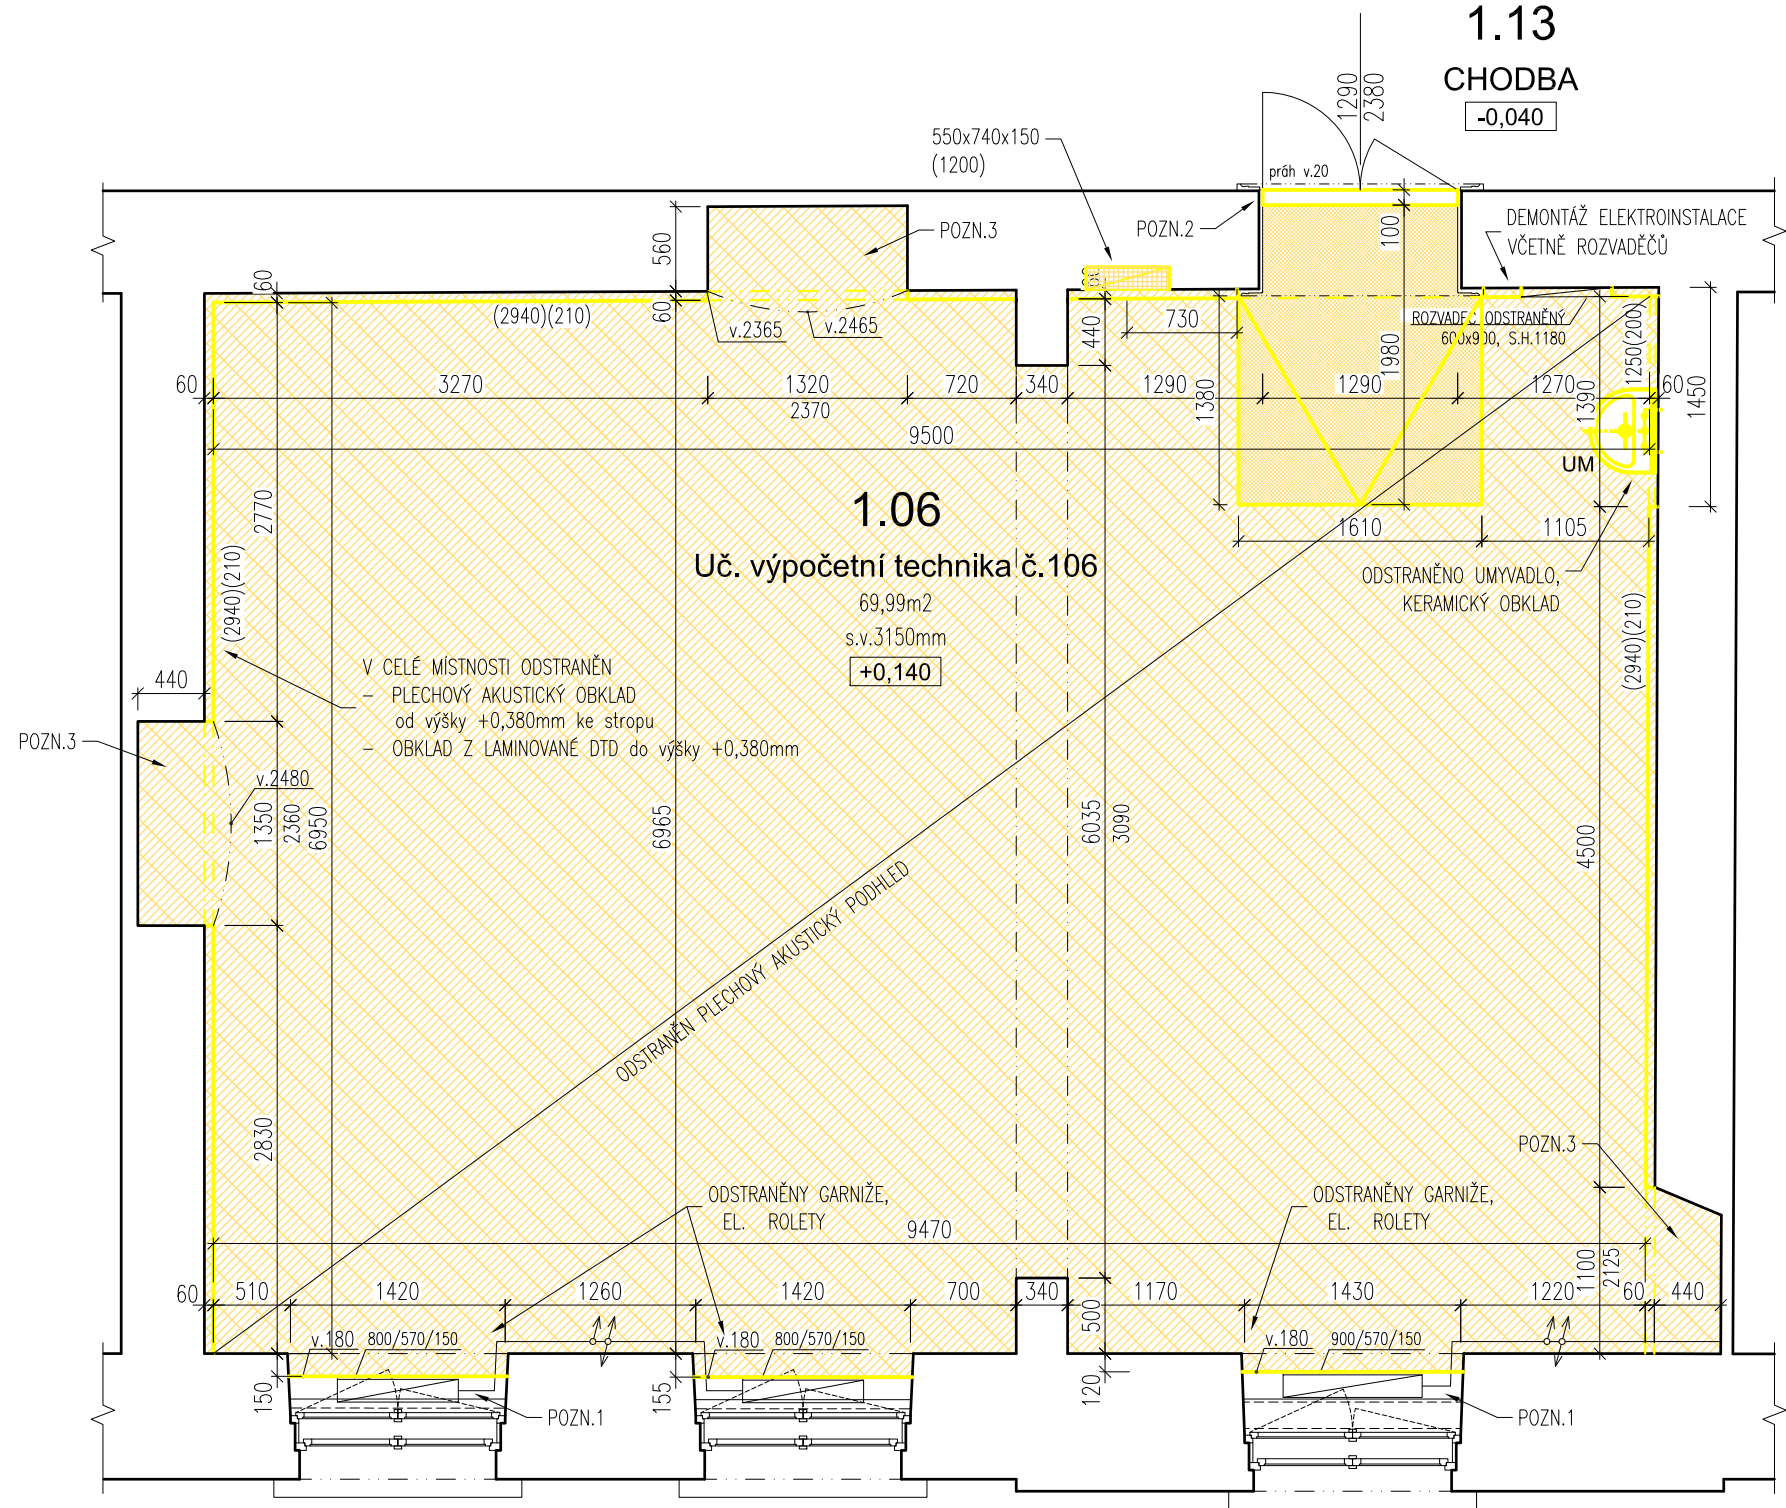 1.13
CHODBA
-0,040
1290
2380
550x740x150
(1200)
práh v.20
POZN.3
POZN.2
100
DEMONTÁŽ ELEKTROINSTALACE
VČETNĚ ROZVADĚČŮ
560
60
60
(2940)(210)
v.2365
v.2465
440
730
ROZVADEČ ODSTRANĚNÝ
600x900, S.H.1180
1250(200)
1980
60
3270
1320
2370
720
340
1290
1290
1270
60
1380
1390
1450
9500
UM
2770
1.06
1610
1105
Uč. výpočetní technika č.106
69,99m2
s.v.3150mm
+0,140
ODSTRANĚNO UMYVADLO,
KERAMICKÝ OBKLAD
(2940)(210)
(2940)(210)
V CELÉ MÍSTNOSTI ODSTRANĚN
- PLECHOVÝ AKUSTICKÝ OBKLAD
od výšky +0,380mm ke stropu
- OBKLAD Z LAMINOVANÉ DTD do výšky +0,380mm
440
POZN.3
v.2480
1350
2360
6950
6965
6035
3090
4500
ODSTRANĚN PLECHOVÝ AKUSTICKÝ PODHLED
2830
POZN.3
ODSTRANĚNY GARNIŽE,
EL. ROLETY
ODSTRANĚNY GARNIŽE,
EL. ROLETY
9470
1100
2125
60
510
1420
1260
1420
700
340
1170
1430
1220
60
440
500
v.180
800/570/150
v.180
800/570/150
v.180
900/570/150
150
155
120
POZN.1
POZN.1